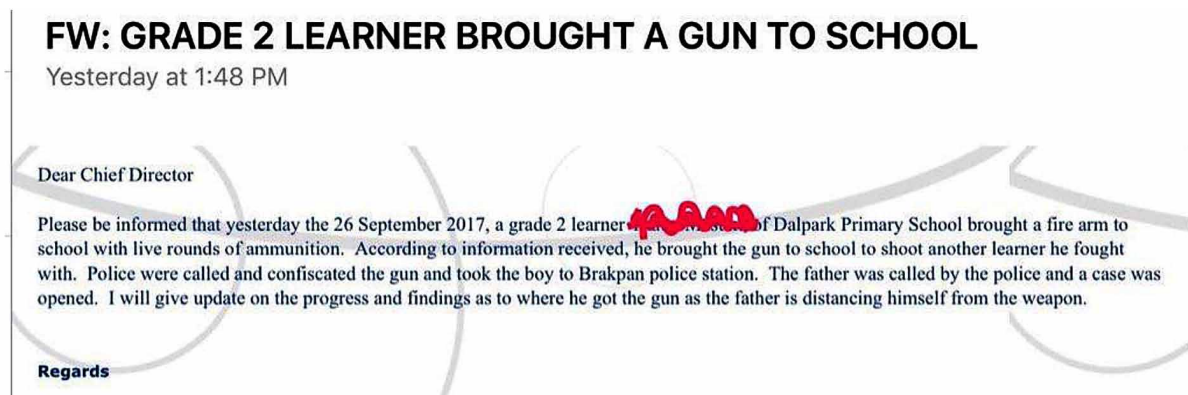 FW: GRADE 2 LEARNER BROUGHT A GUN TO SCHOOL
Yesterday at 1:48 PM
Dear Chief Director
Please be informed that yesterday the 26 September 2017, a grade 2 learner of Dalpark Primary School brought a fire arm to
school with live rounds of ammunition.  According to information received, he brought the gun to school to shoot another learner he fought
with.  Police were called and confiscated the gun and took the boy to Brakpan police station.  The father was called by the police and a case was
opened.  I will give update on the progress and findings as to where he got the gun as the father is distancing himself from the weapon.
Regards